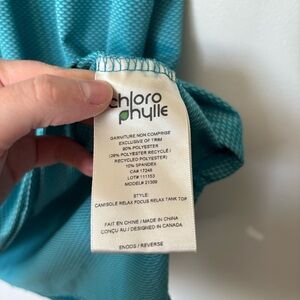 chloro
phylle
GARNITURE NON COMPRISE
EXCLUSIVE OF TRIM
90% POLYESTER
(29% POLYESTER RECYCLÉ /
RECYCLED POLYESTER)
10% SPANDEX
CA# 17248
LOT# 111153
MODEL# 21309
STYLE:
CAMISOLE RELAX FOCUS RELAX TANK TOP
FAIT EN CHINE / MADE IN CHINA
CONÇU AU / DESIGNED IN CANADA
ENDOS / REVERSE